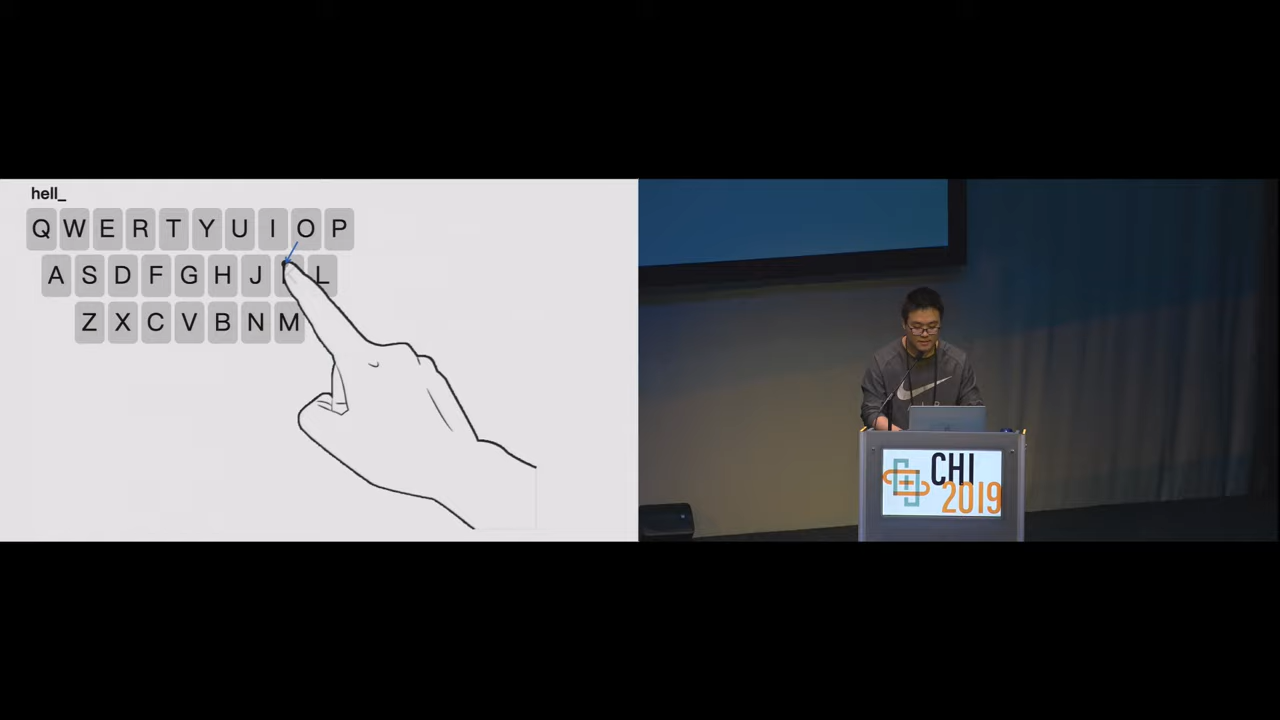 hell_
Q W E R T Y U I O P
A S D F G H J L
Z X C V B N M
CHI
2019